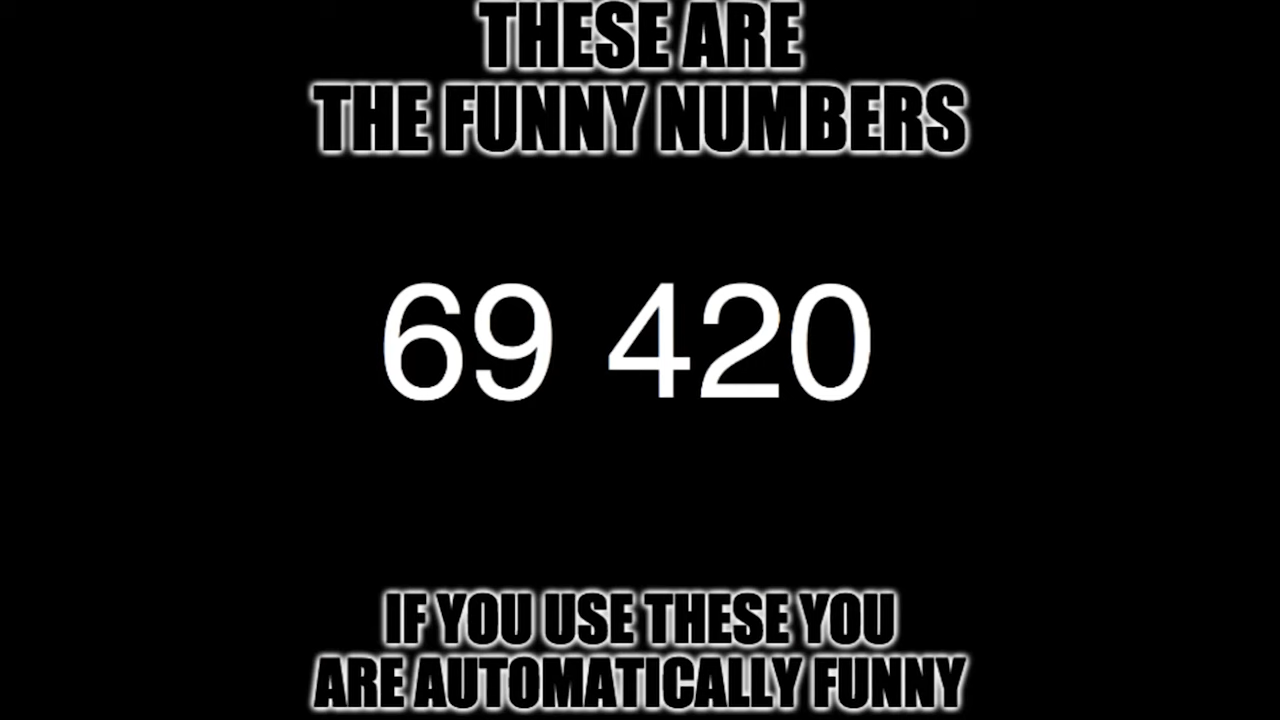 THESE ARE
THE FUNNY NUMBERS
69 420
IF YOU USE THESE YOU
ARE AUTOMATICALLY FUNNY